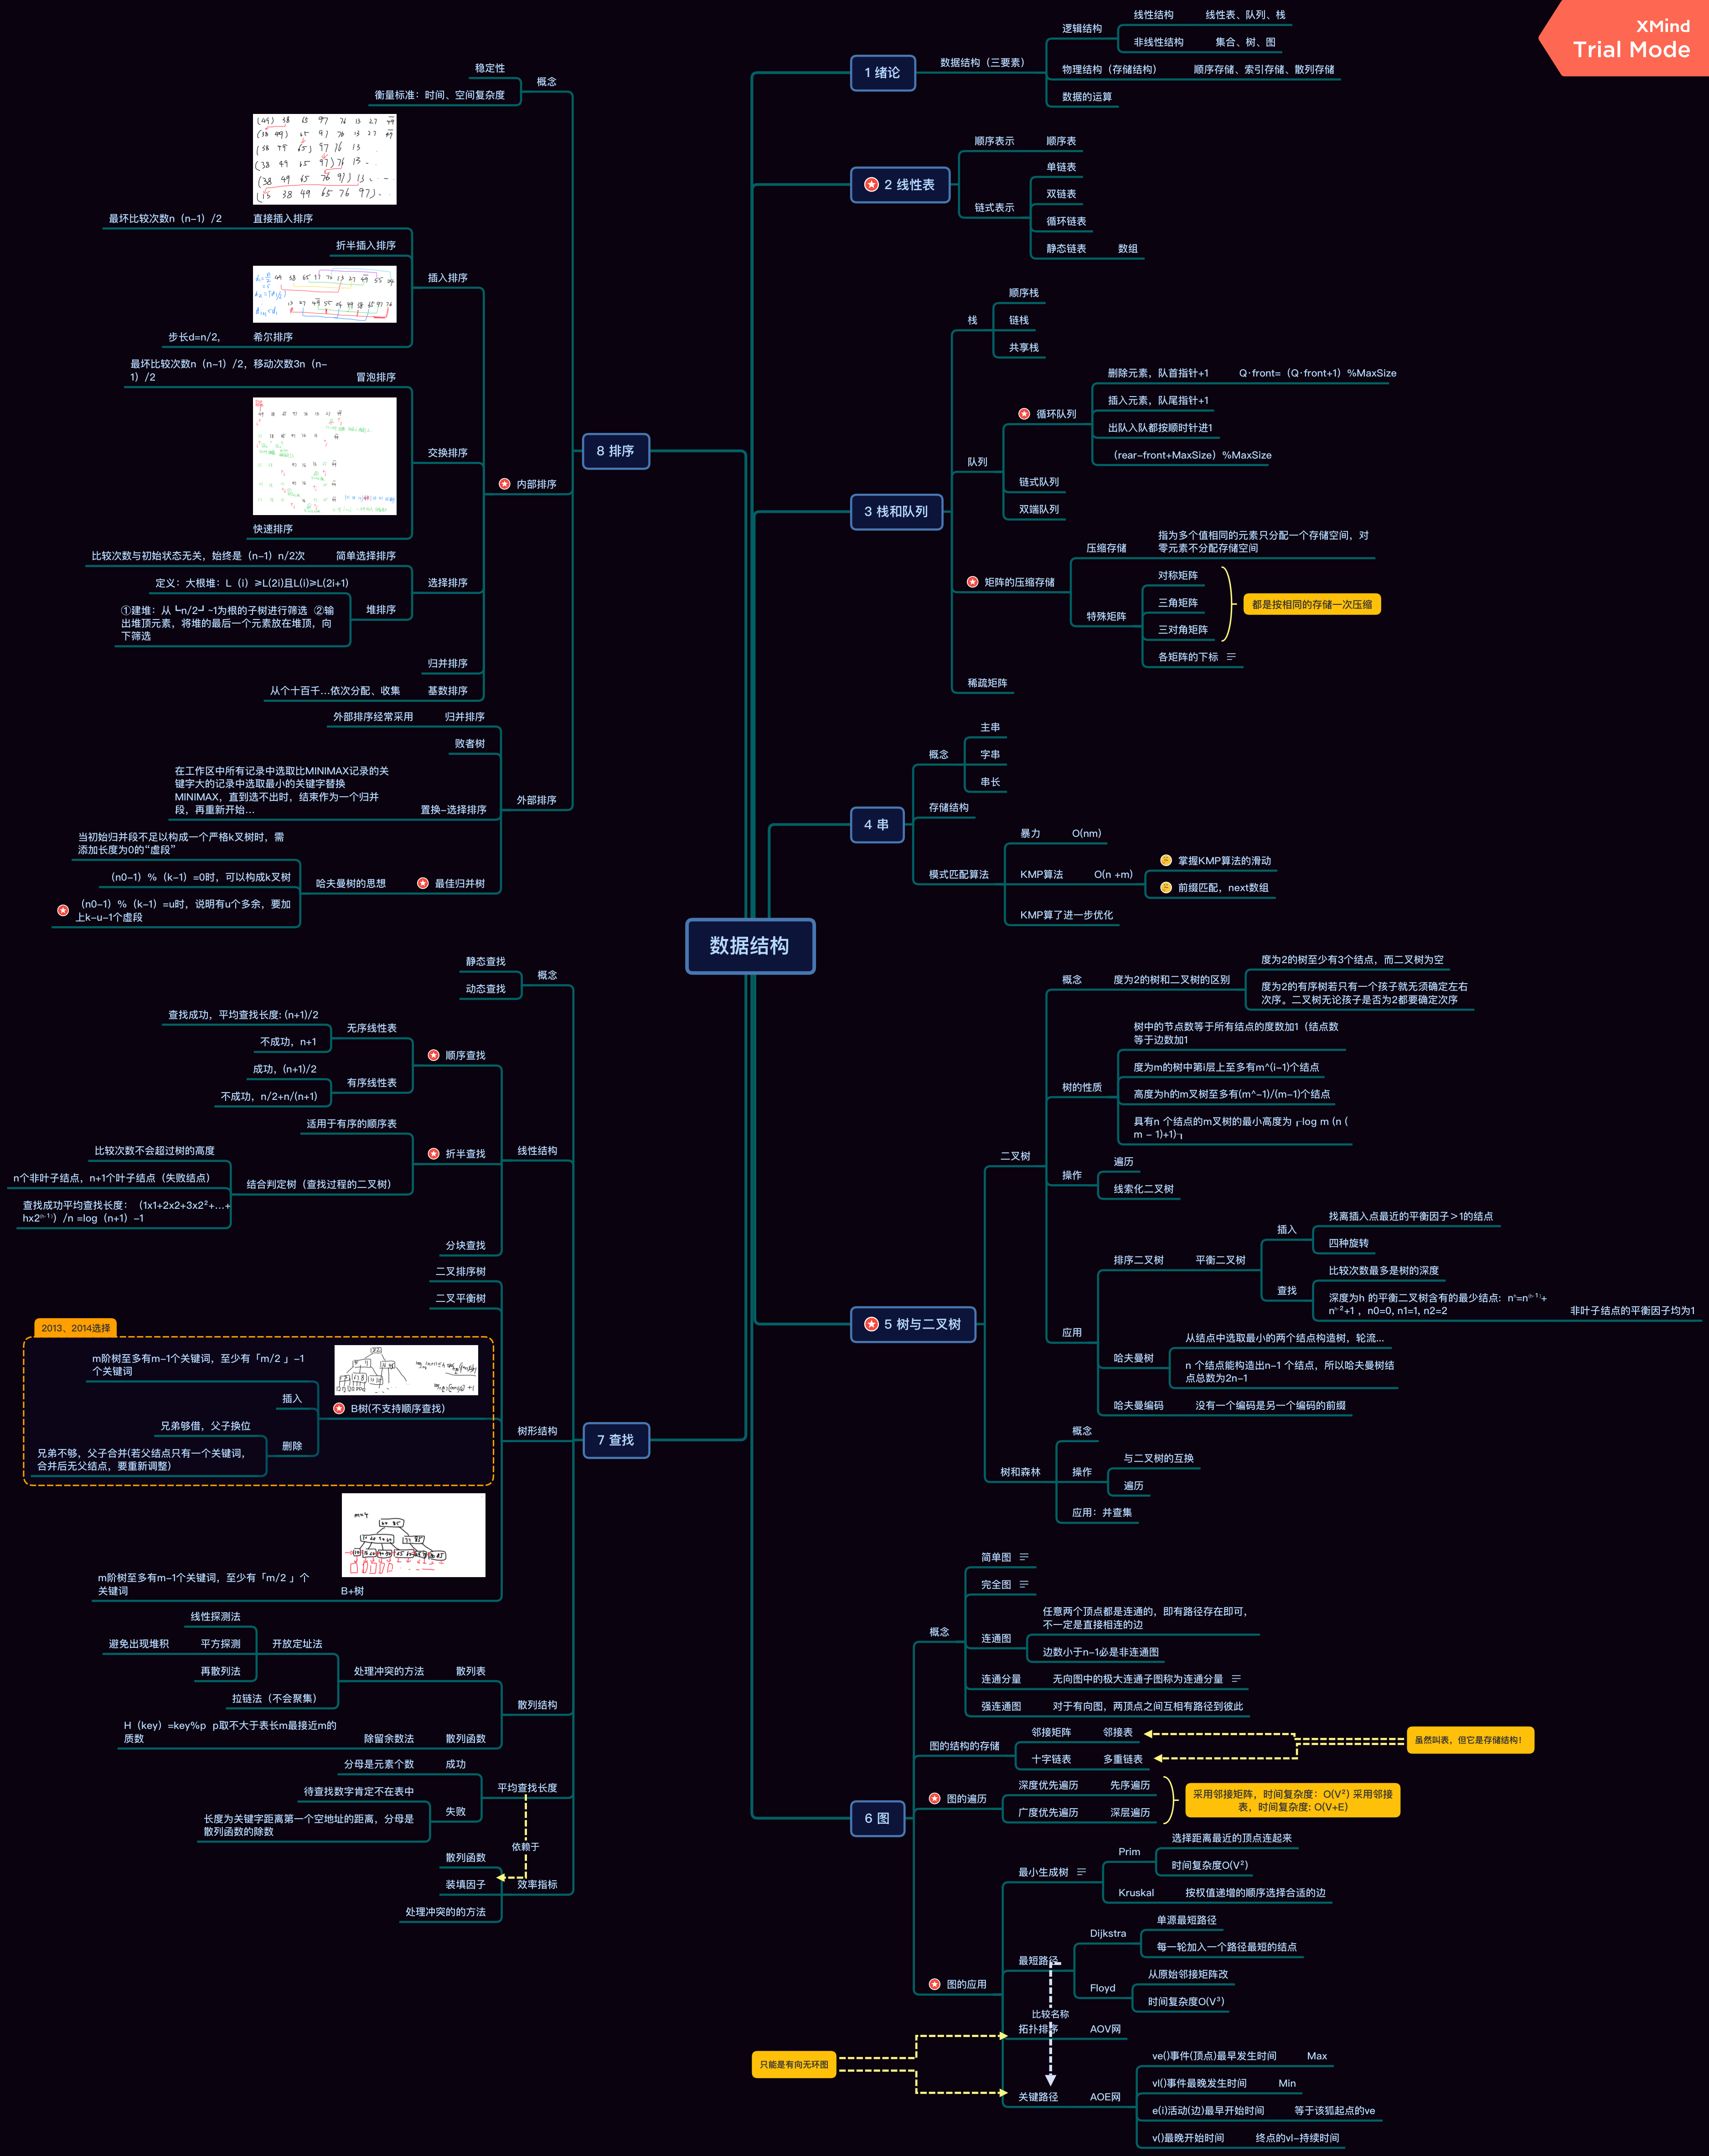 XMind
Trial Mode
数据结构
1 绪论
数据结构（三要素）
逻辑结构
线性结构
线性表、队列、栈
非线性结构
集合、树、图
物理结构（存储结构）
顺序存储、索引存储、散列存储
数据的运算
2 线性表
顺序表示
顺序表
链式表示
单链表
双链表
循环链表
静态链表
数组
3 栈和队列
栈
顺序栈
链栈
共享栈
队列
循环队列
删除元素，队首指针+1
Q·front=（Q·front+1）%MaxSize
插入元素，队尾指针+1
出队入队都按顺时针进1
（rear-front+MaxSize）%MaxSize
链式队列
双端队列
矩阵的压缩存储
压缩存储
指为多个值相同的元素只分配一个存储空间，对
零元素不分配存储空间
特殊矩阵
对称矩阵
三角矩阵
三对角矩阵
各矩阵的下标
都是按相同的存储一次压缩
稀疏矩阵
4 串
概念
主串
字串
串长
存储结构
模式匹配算法
暴力
O(nm)
KMP算法
O(n +m)
掌握KMP算法的滑动
前缀匹配，next数组
KMP算了进一步优化
5 树与二叉树
二叉树
概念
度为2的树和二叉树的区别
度为2的树至少有3个结点，而二叉树为空
度为2的有序树若只有一个孩子就无须确定左右
次序。二叉树无论孩子是否为2都要确定次序
树的性质
树中的节点数等于所有结点的度数加1（结点数
等于边数加1
度为m的树中第i层上至多有m^(i-1)个结点
高度为h的m叉树至多有(m^-1)/(m-1)个结点
具有n 个结点的m叉树的最小高度为┌log m (n (
m - 1)+1)┐
操作
遍历
线索化二叉树
应用
排序二叉树
平衡二叉树
插入
找离插入点最近的平衡因子＞1的结点
四种旋转
查找
比较次数最多是树的深度
深度为h 的平衡二叉树含有的最少结点：nʰ=n⁽ʰ⁻¹⁾+
nʰ⁻²+1 ，n0=0, n1=1, n2=2
非叶子结点的平衡因子均为1
哈夫曼树
从结点中选取最小的两个结点构造树，轮流...
n 个结点能构造出n-1 个结点，所以哈夫曼树结
点总数为2n-1
哈夫曼编码
没有一个编码是另一个编码的前缀
树和森林
概念
操作
与二叉树的互换
遍历
应用：并查集
6 图
概念
简单图
完全图
连通图
任意两个顶点都是连通的，即有路径存在即可，
不一定是直接相连的边
边数小于n-1必是非连通图
连通分量
无向图中的极大连通子图称为连通分量
强连通图
对于有向图，两顶点之间互相有路径到彼此
图的结构的存储
邻接矩阵
邻接表
十字链表
多重链表
虽然叫表，但它是存储结构！
图的遍历
深度优先遍历
先序遍历
广度优先遍历
深层遍历
采用邻接矩阵，时间复杂度：O(V²) 采用邻接
表，时间复杂度: O(V+E)
图的应用
最小生成树
Prim
选择距离最近的顶点连起来
时间复杂度O(V²)
Kruskal
按权值递增的顺序选择合适的边
最短路径
Dijkstra
单源最短路径
每一轮加入一个路径最短的结点
Floyd
从原始邻接矩阵改
时间复杂度O(V³)
比较名称
拓扑排序
AOV网
只能是有向无环图
关键路径
AOE网
ve()事件(顶点)最早发生时间
Max
vl()事件最晚发生时间
Min
e(i)活动(边)最早开始时间
等于该狐起点的ve
v()最晚开始时间
终点的vl-持续时间
7 查找
概念
静态查找
动态查找
线性结构
顺序查找
无序线性表
查找成功，平均查找长度: (n+1)/2
不成功，n+1
有序线性表
成功，(n+1)/2
不成功，n/2+n/(n+1)
折半查找
适用于有序的顺序表
结合判定树（查找过程的二叉树）
比较次数不会超过树的高度
n个非叶子结点，n+1个叶子结点（失败结点）
查找成功平均查找长度：（1x1+2x2+3x2²+...+
hx2⁽ʰ⁻¹⁾）/n =log（n+1）-1
分块查找
树形结构
二叉排序树
二叉平衡树
2013、2014选择
B树(不支持顺序查找)
m阶树至多有m-1个关键词，至少有「m/2 」-1
个关键词
插入
删除
兄弟够借，父子换位
兄弟不够，父子合并(若父结点只有一个关键词，
合并后无父结点，要重新调整)
m=4
B+树
m阶树至多有m-1个关键词，至少有「m/2 」个
关键词
散列结构
散列表
处理冲突的方法
开放定址法
线性探测法
平方探测
避免出现堆积
再散列法
拉链法（不会聚集）
散列函数
除留余数法
H（key）=key%p p取不大于表长m最接近m的
质数
平均查找长度
成功
分母是元素个数
失败
待查找数字肯定不在表中
长度为关键字距离第一个空地址的距离，分母是
散列函数的除数
依赖于
效率指标
散列函数
装填因子
处理冲突的的方法
8 排序
概念
稳定性
衡量标准：时间、空间复杂度
内部排序
插入排序
(49) 38 65 97 76 13 27 49
(38 49) 65 97 76 13 27 49
(38 49 65) 97 76 13
(38 49 65 97) 76 13
(38 49 65 76 97) 13
(13 38 49 65 76 97)
直接插入排序
最坏比较次数n（n-1）/2
折半插入排序
希尔排序
步长d=n/2,
交换排序
冒泡排序
最坏比较次数n（n-1）/2，移动次数3n（n-
1）/2
快速排序
选择排序
简单选择排序
比较次数与初始状态无关，始终是（n-1）n/2次
堆排序
定义：大根堆：L（i）≥L(2i)且L(i)≥L(2i+1)
①建堆：从┗n/2┛~1为根的子树进行筛选 ②输
出堆顶元素，将堆的最后一个元素放在堆顶，向
下筛选
归并排序
基数排序
从个十百千...依次分配、收集
外部排序
归并排序
外部排序经常采用
败者树
置换-选择排序
在工作区中所有记录中选取比MINIMAX记录的关
键字大的记录中选取最小的关键字替换
MINIMAX，直到选不出时，结束作为一个归并
段，再重新开始...
最佳归并树
哈夫曼树的思想
当初始归并段不足以构成一个严格k叉树时，需
添加长度为0的“虚段”
（n0-1）%（k-1）=0时，可以构成k叉树
（n0-1）%（k-1）=u时，说明有u个多余，要加
上k-u-1个虚段